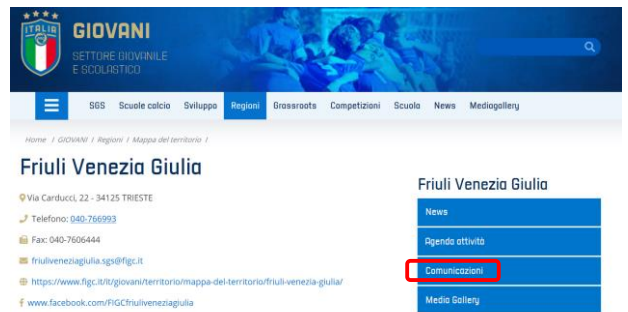 ITALIA
GIOVANI
SETTORE GIOVANILE
E SCOLASTICO
SGS Scuole calcio Sviluppo Regioni Grassroots Competizioni Scuola News Mediagallery
Home / GIOVANI / Regioni / Mappa del territorio /
Friuli Venezia Giulia
Via Carducci, 22 - 34125 TRIESTE
Telefono: 040-766993
Fax: 040-7606444
friuliveneziagiulia.sgs@figc.it
https://www.figc.it/it/giovani/territorio/mappa-del-territorio/friuli-venezia-giulia/
www.facebook.com/FIGCfriuliveneziagiulia
Friuli Venezia Giulia
News
Agenda attività
Comunicazioni
Media Gallery